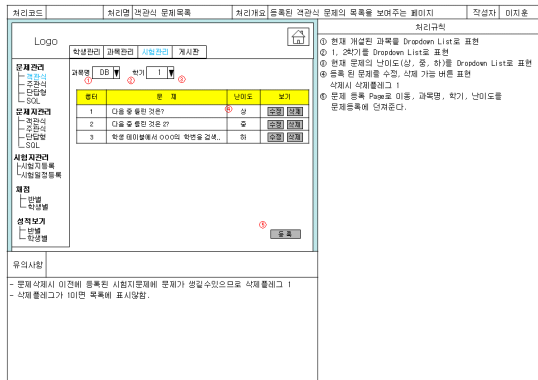 처리코드 처리명 객관식 문제목록 처리개요 등록된 객관식 문제의 목록을 보여주는 페이지 작성자 이지훈
Logo
학생관리 과목관리 시험관리 게시판
문제관리
객관식
주관식
단답형
SQL
문제지관리
객관식
주관식
단답형
SQL
시험지관리
시험지등록
시험일정등록
채점
반별
학생별
성적보기
반별
학생별
과목명 DB ▼ 학기 1 ▼
① ② ③
문 제 난이도 보기
1 다음 중 틀린 것은? ④ 상 수정 삭제
2 다음 중 틀린 것은 2? 중 수정 삭제
3 학생 테이블에서 OOO의 학번을 검색.. 하 수정 삭제
⑤
등 록
처리규칙
① 현재 개설된 과목를 Dropdown List로 표현
② 1, 2학기를 Dropdown List로 표현
③ 현재 문제의 난이도(상, 중, 하)를 Dropdown List로 표현
④ 등록 된 문제를 수정, 삭제 가능 버튼 표현
삭제시 삭제플레그 1
⑤ 문제 등록 Page로 이동, 과목명, 학기, 난이도를
문제등록에 던져준다.
유의사항
- 문제삭제시 이전에 등록된 시험지문제에 문제가 생길수있으므로 삭제플레그 1
- 삭제플레그가 1이면 목록에 표시않함.